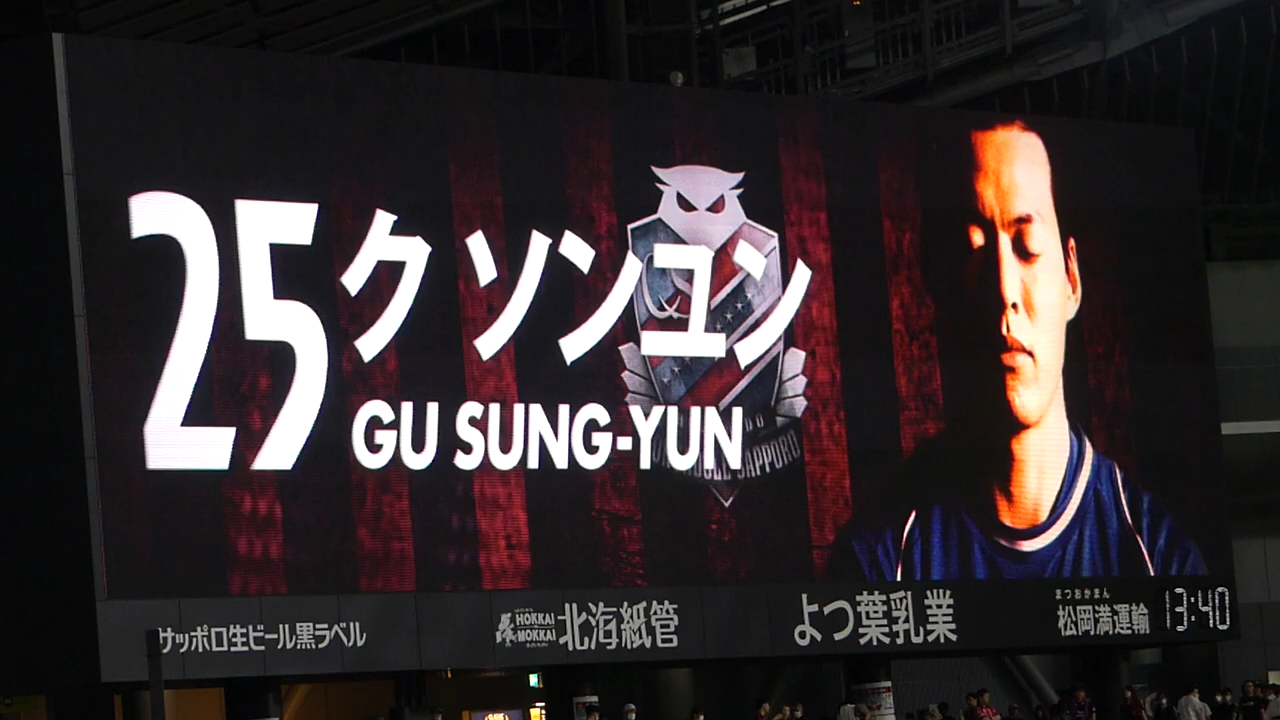 25 クソンユン
GU SUNG-YUN
SAPPORO
サッポロ生ビール黒ラベル
HOKKAI
MOKKAI
北海紙管
よつ葉乳業
まつおかまん
松岡満運輸
13:40